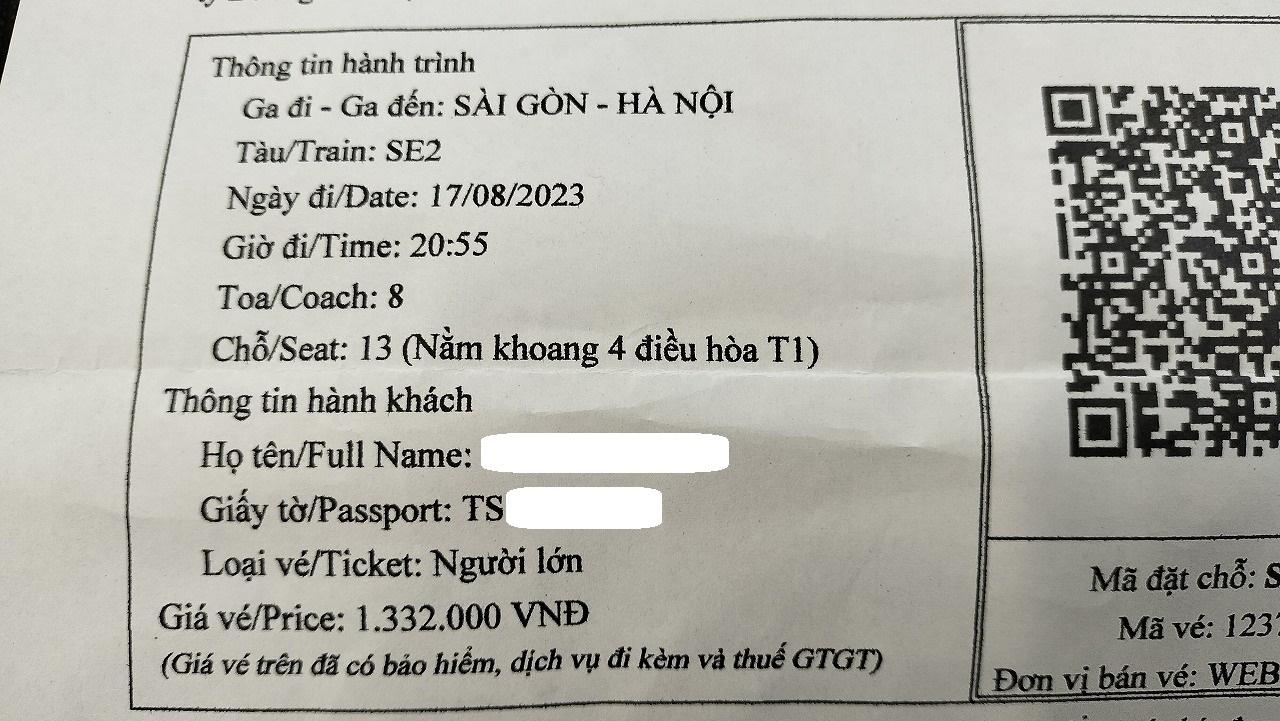 Thông tin hành trình
Ga đi - Ga đến: SÀI GÒN - HÀ NỘI
Tàu/Train: SE2
Ngày đi/Date: 17/08/2023
Giờ đi/Time: 20:55
Toa/Coach: 8
Chỗ/Seat: 13 (Nằm khoang 4 điều hòa T1)
Thông tin hành khách
Họ tên/Full Name:
Giấy tờ/Passport: TS
Loại vé/Ticket: Người lớn
Giá vé/Price: 1.332.000 VNĐ
(Giá vé trên đã có bảo hiểm, dịch vụ đi kèm và thuế GTGT)
Mã đặt chỗ: S
Mã vé: 123
Đơn vị bán vé: WEB